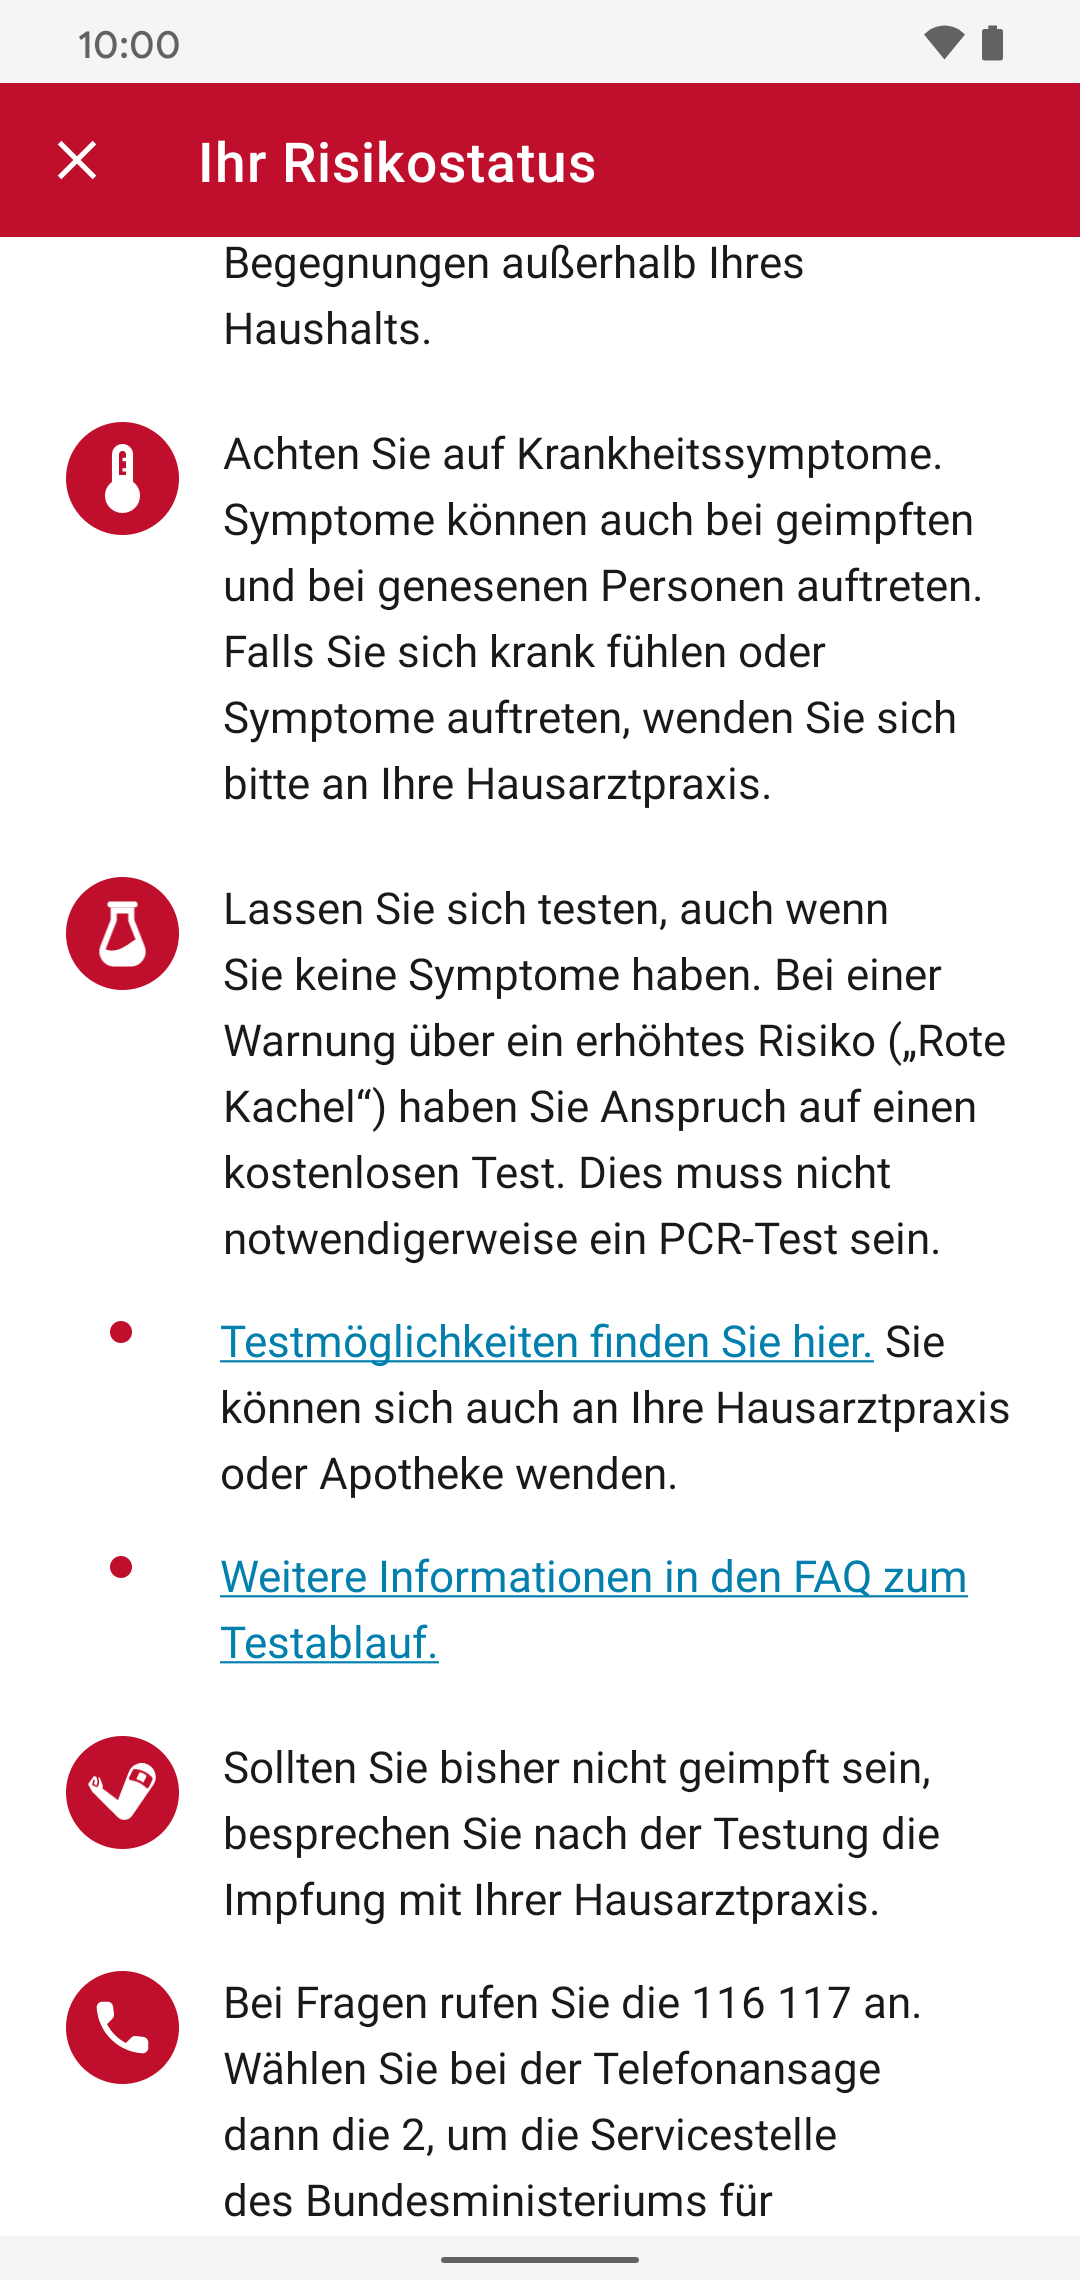 10:00
Ihr Risikostatus
Begegnungen außerhalb Ihres
Haushalts.
Achten Sie auf Krankheitssymptome.
Symptome können auch bei geimpften
und bei genesenen Personen auftreten.
Falls Sie sich krank fühlen oder
Symptome auftreten, wenden Sie sich
bitte an Ihre Hausarztpraxis.
Lassen Sie sich testen, auch wenn
Sie keine Symptome haben. Bei einer
Warnung über ein erhöhtes Risiko („Rote
Kachel“) haben Sie Anspruch auf einen
kostenlosen Test. Dies muss nicht
notwendigerweise ein PCR-Test sein.
Testmöglichkeiten finden Sie hier. Sie
können sich auch an Ihre Hausarztpraxis
oder Apotheke wenden.
Weitere Informationen in den FAQ zum
Testablauf.
Sollten Sie bisher nicht geimpft sein,
besprechen Sie nach der Testung die
Impfung mit Ihrer Hausarztpraxis.
Bei Fragen rufen Sie die 116 117 an.
Wählen Sie bei der Telefonansage
dann die 2, um die Servicestelle
des Bundesministeriums für